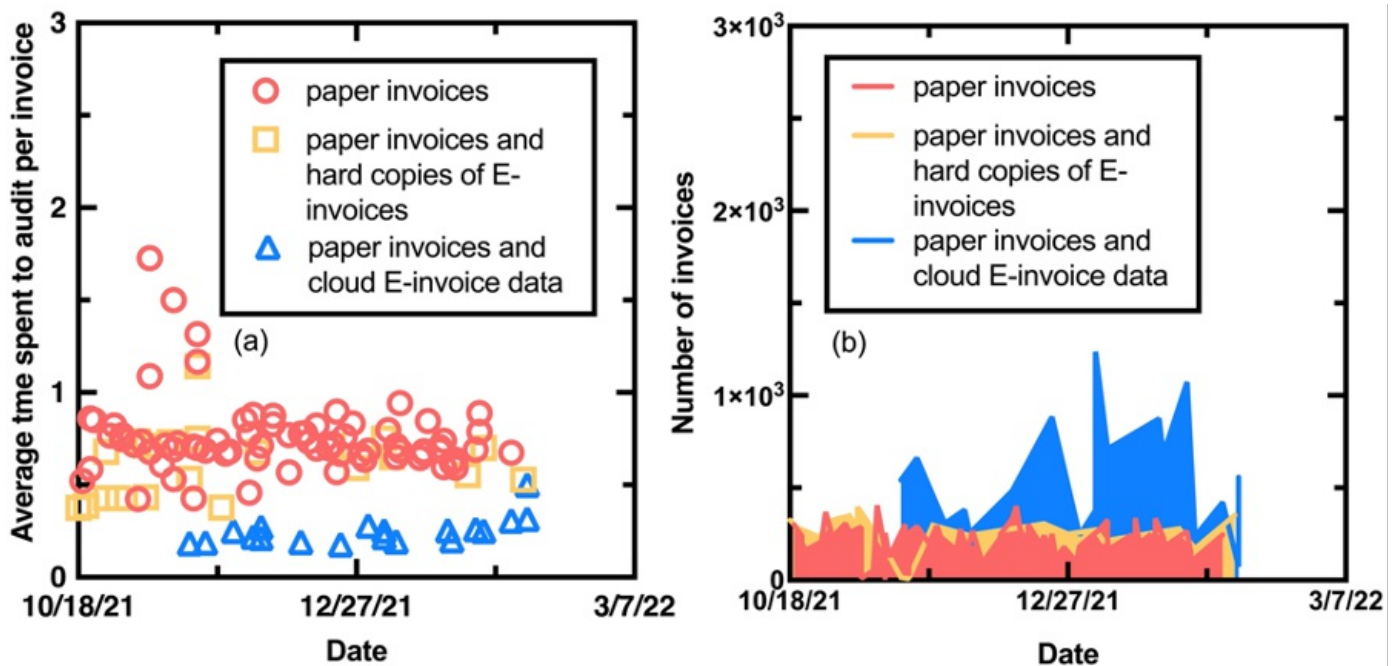 Average tme spent to audit per invoice
3
2
1
0
paper invoices
paper invoices and
hard copies of E-
invoices
paper invoices and
cloud E-invoice data
(a)
10/18/21
12/27/21
3/7/22
Date
Number of invoices
3×10³
2×10³
1×10³
0
paper invoices
paper invoices and
hard copies of E-
invoices
paper invoices and
cloud E-invoice data
(b)
10/18/21
12/27/21
3/7/22
Date